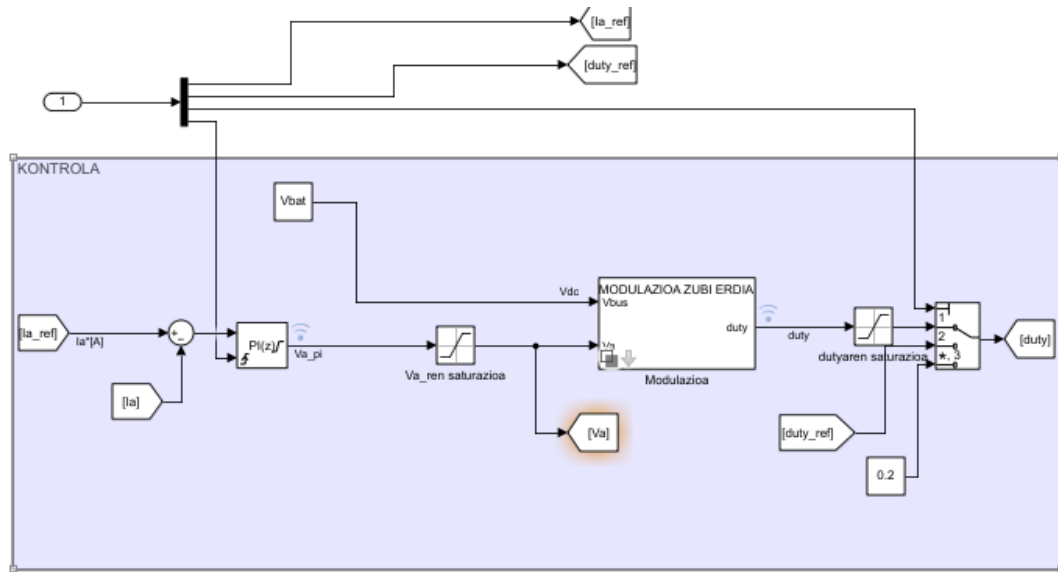 [Ia_ref]
[duty_ref]
1
KONTROLA
Vbat
Vdc
MODULAZIOA ZUBI ERDIA
Vbus
duty
Va
Modulazioa
[Ia_ref]
Ia*[A]
+
-
PI(z)
Va_pi
Va_ren saturazioa
duty
dutyaren saturazioa
1
2
*, 3
[duty]
[Ia]
[Va]
[duty_ref]
0.2